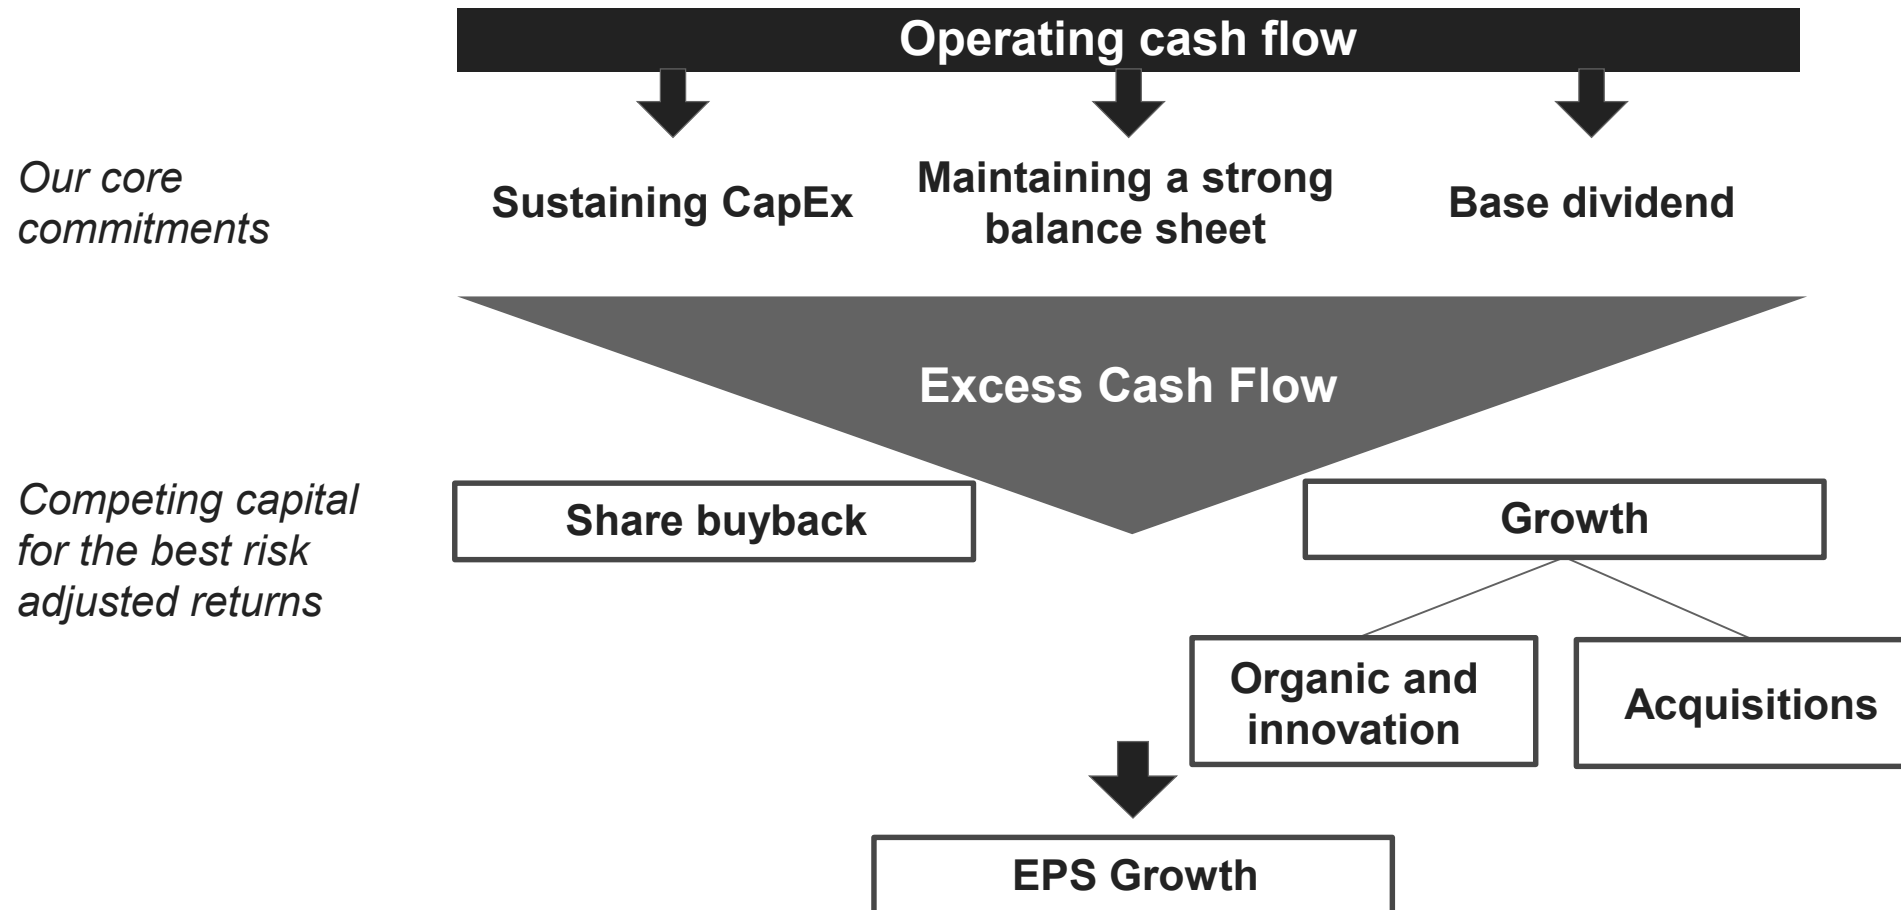 Operating cash flow
Our core
commitments
Sustaining CapEx
Maintaining a strong
balance sheet
Base dividend
Excess Cash Flow
Competing capital
for the best risk
adjusted returns
Share buyback
Growth
Organic and
innovation
Acquisitions
EPS Growth